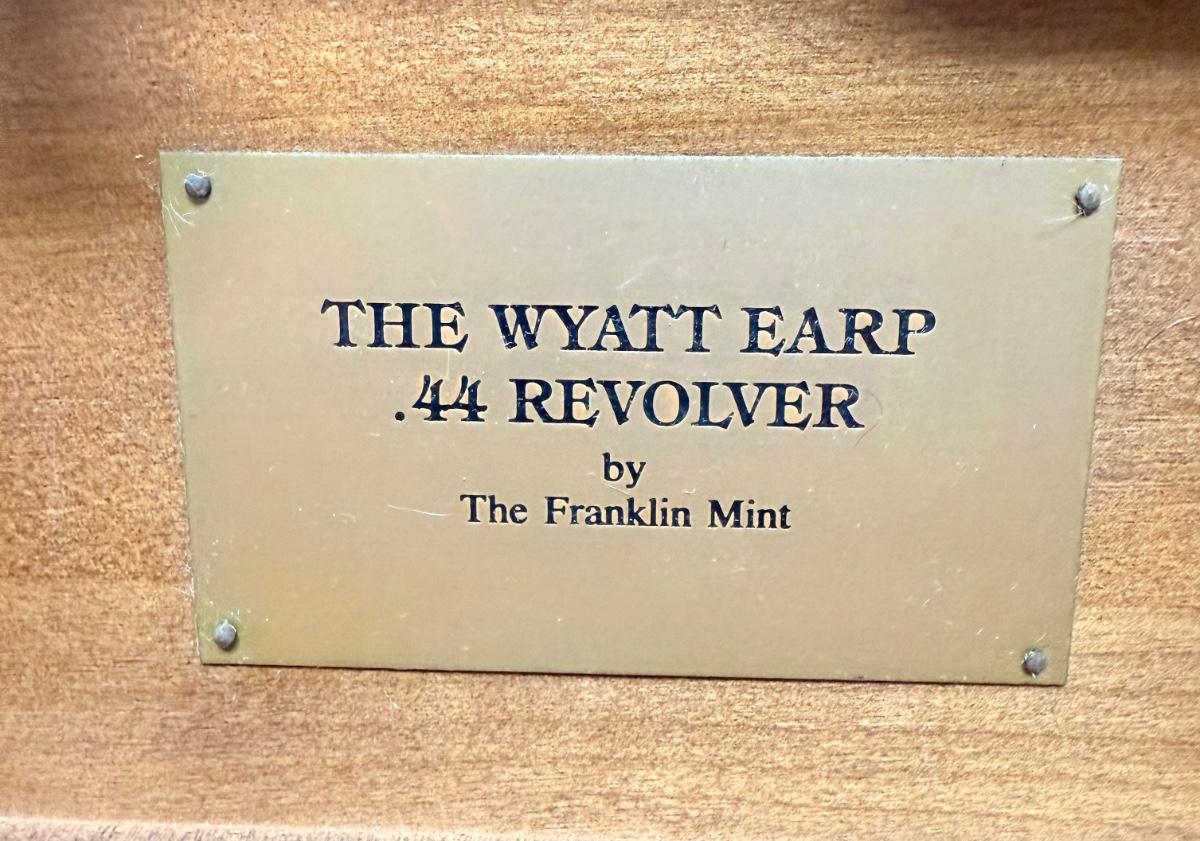 THE WYATT EARP
.44 REVOLVER
by
The Franklin Mint